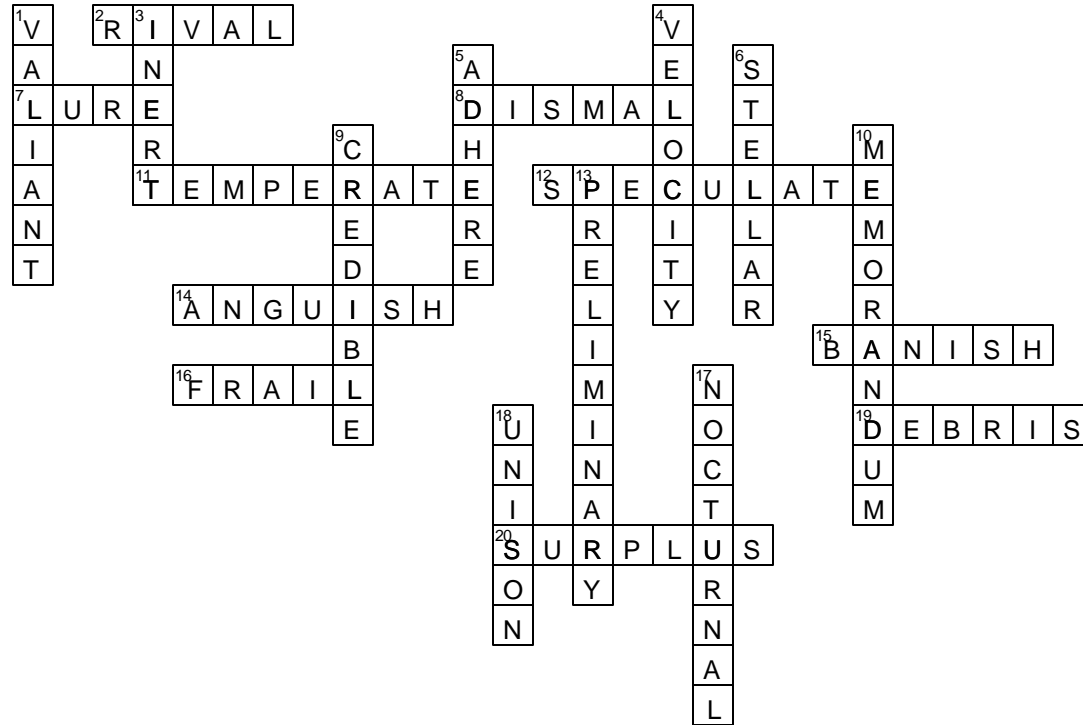 1 V 2 R 3 I V A L 4 V
A N 5 A E 6 S
7 L U R E 8 D I S M A L T
I R 9 C H O E 10 M
A 11 T E M P E R A T E 12 S 13 P E C U L A T E
N E R R I L M
T D E E T A O
14 A N G U I S H L Y R R
B I 15 B A N I S H
16 F R A I L M 17 N N
E 18 U I O 19 D E B R I S
N N C U
I A T M
20 S U R P L U S
O Y R
N N
A
L